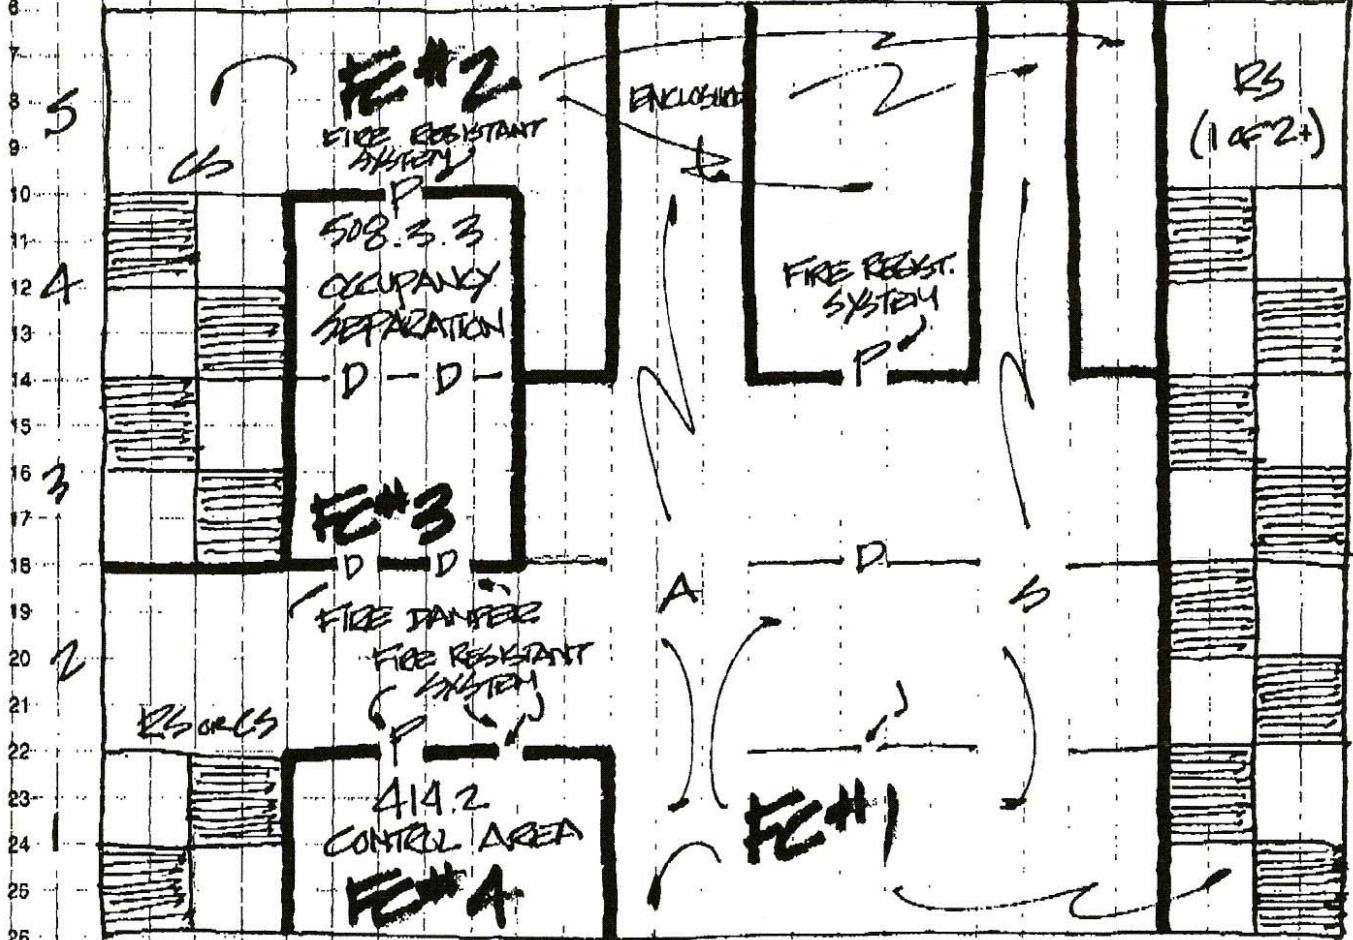 6
7
5
8
9
10
11
4
12
13
14
15
16
3
17
18
19
20
2
21
22
23
1
24
25
26
FC#2
FIRE RESISTANT
SYSTEM
CS
P
508.3.3
OCCUPANCY
SEPARATION
D D
FC#3
D D
FIRE DAMPER
FIRE RESISTANT
SYSTEM
RS OR CS
P
414.2
CONTROL AREA
FC#4
ENCLOSURE
FIRE RESIST.
SYSTEM
P
D
A
S
FC#1
RS
(1 OF 2+)